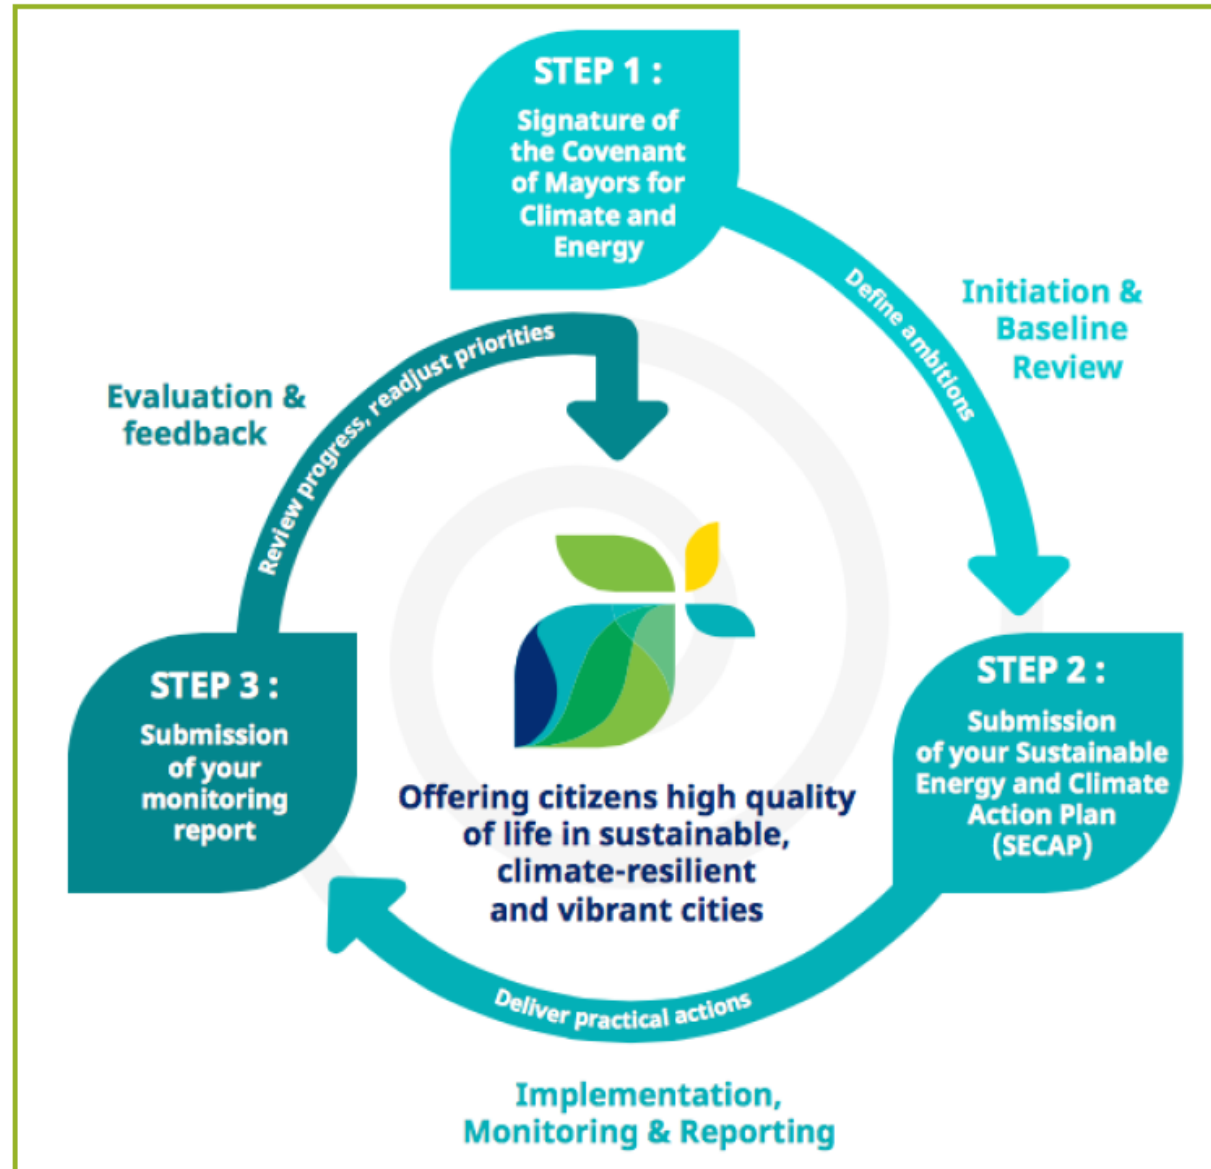 STEP 1 :
Signature of
the Covenant
of Mayors for
Climate and
Energy
Define ambitions
Initiation &
Baseline
Review
STEP 2 :
Submission
of your Sustainable
Energy and Climate
Action Plan
(SECAP)
Deliver practical actions
Implementation,
Monitoring & Reporting
STEP 3 :
Submission
of your
monitoring
report
Review progress, readjust priorities
Evaluation &
feedback
Offering citizens high quality
of life in sustainable,
climate-resilient
and vibrant cities